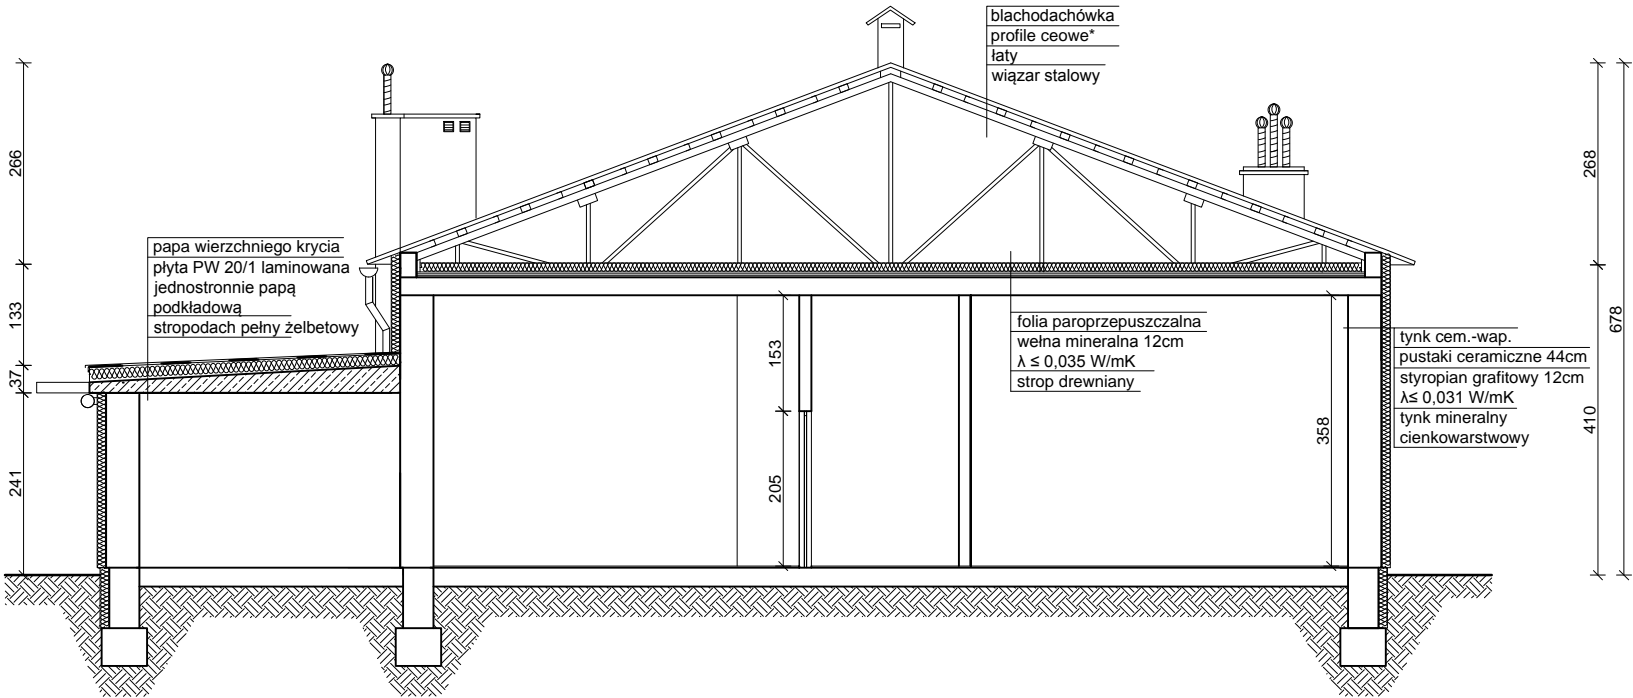 blachodachówka
profile ceowe*
łaty
wiązar stalowy
266
268
papa wierzchniego krycia
płyta PW 20/1 laminowana
jednostronnie papą
podkładową
stropodach pełny żelbetowy
133
37
241
153
205
358
folia paroprzepuszczalna
wełna mineralna 12cm
λ ≤ 0,035 W/mK
strop drewniany
tynk cem.-wap.
pustaki ceramiczne 44cm
styropian grafitowy 12cm
λ≤ 0,031 W/mK
tynk mineralny
cienkowarstwowy
410
678